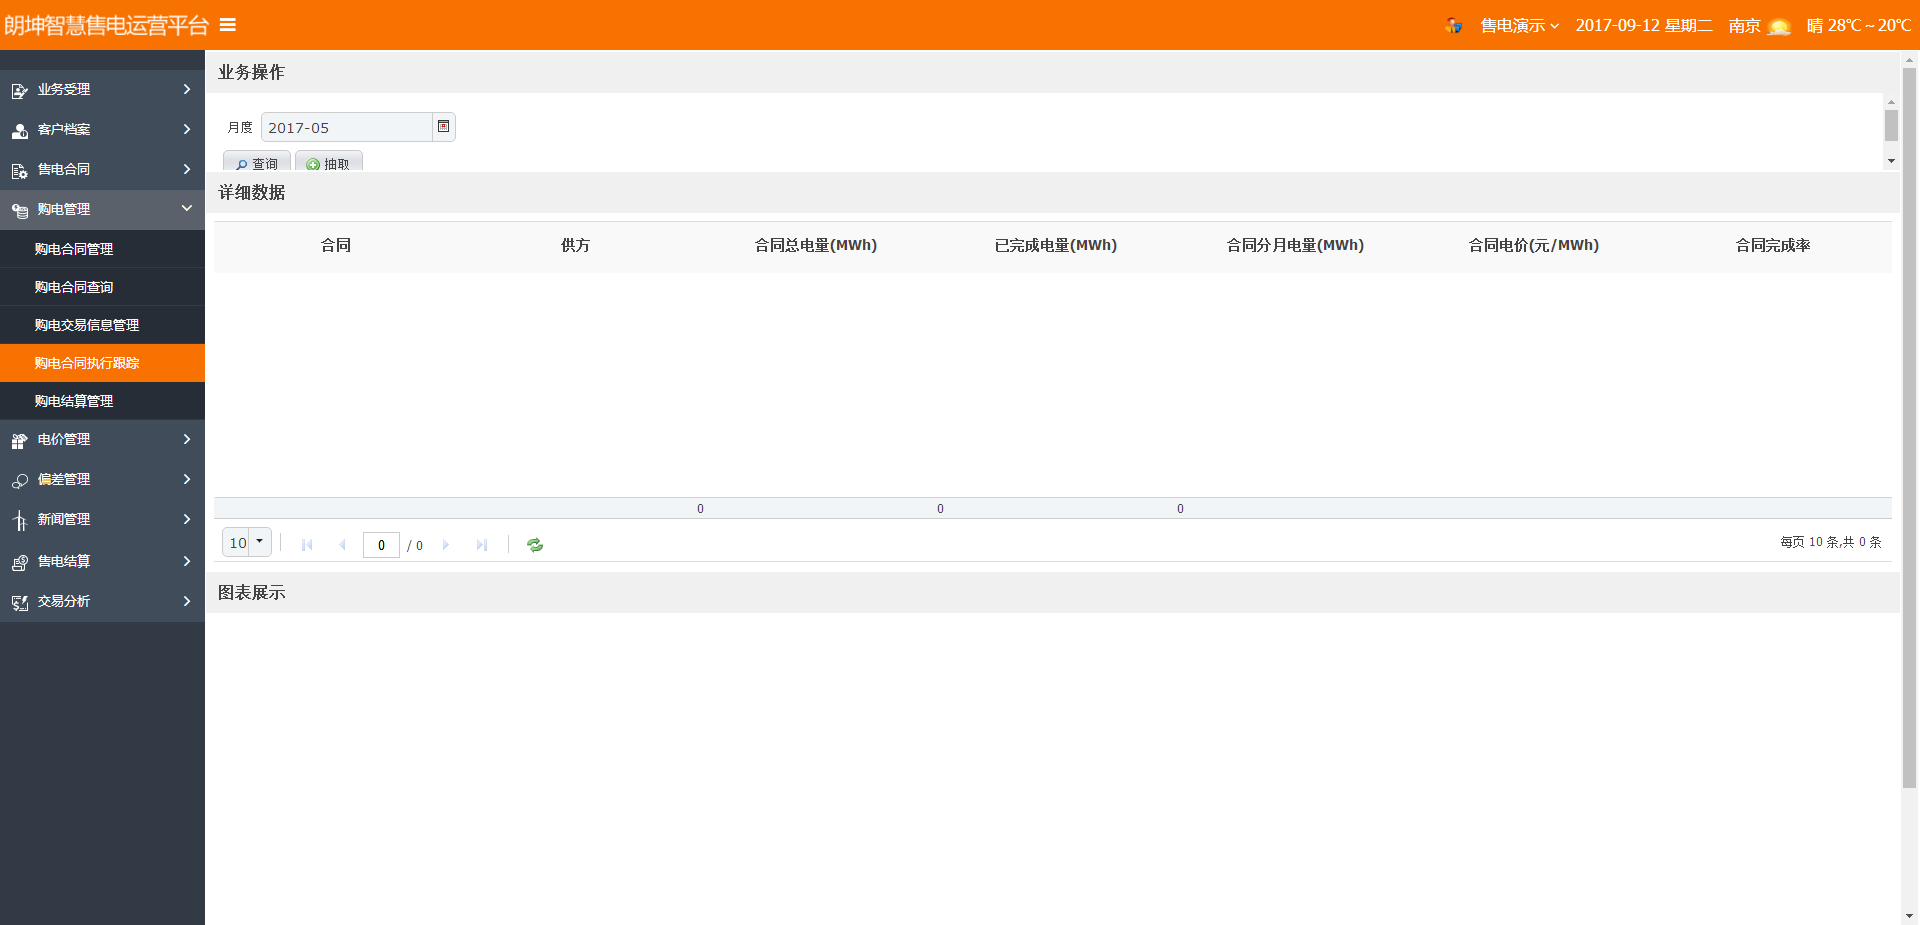 朗坤智慧售电运营平台
售电演示 2017-09-12 星期二 南京 晴 28℃ ~ 20℃
业务受理
客户档案
售电合同
购电管理
购电合同管理
购电合同查询
购电交易信息管理
购电合同执行跟踪
购电结算管理
电价管理
偏差管理
新闻管理
售电结算
交易分析
业务操作
月度 2017-05
查询 抽取
详细数据
合同 供方 合同总电量(MWh) 已完成电量(MWh) 合同分月电量(MWh) 合同电价(元/MWh) 合同完成率
0 0 0
10 0 / 0 每页 10 条,共 0 条
图表展示